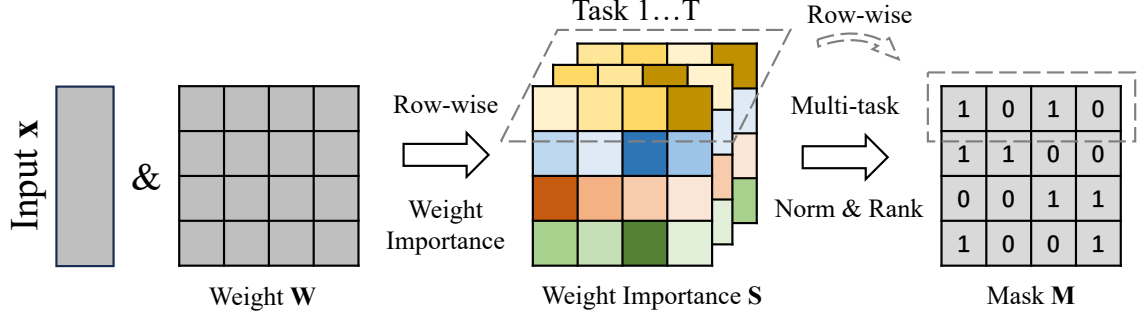 Task 1…T
Row-wise
Input x
&
Row-wise
Weight
Importance
Multi-task
Norm & Rank
1 0 1 0
1 1 0 0
0 0 1 1
1 0 0 1
Weight W
Weight Importance S
Mask M